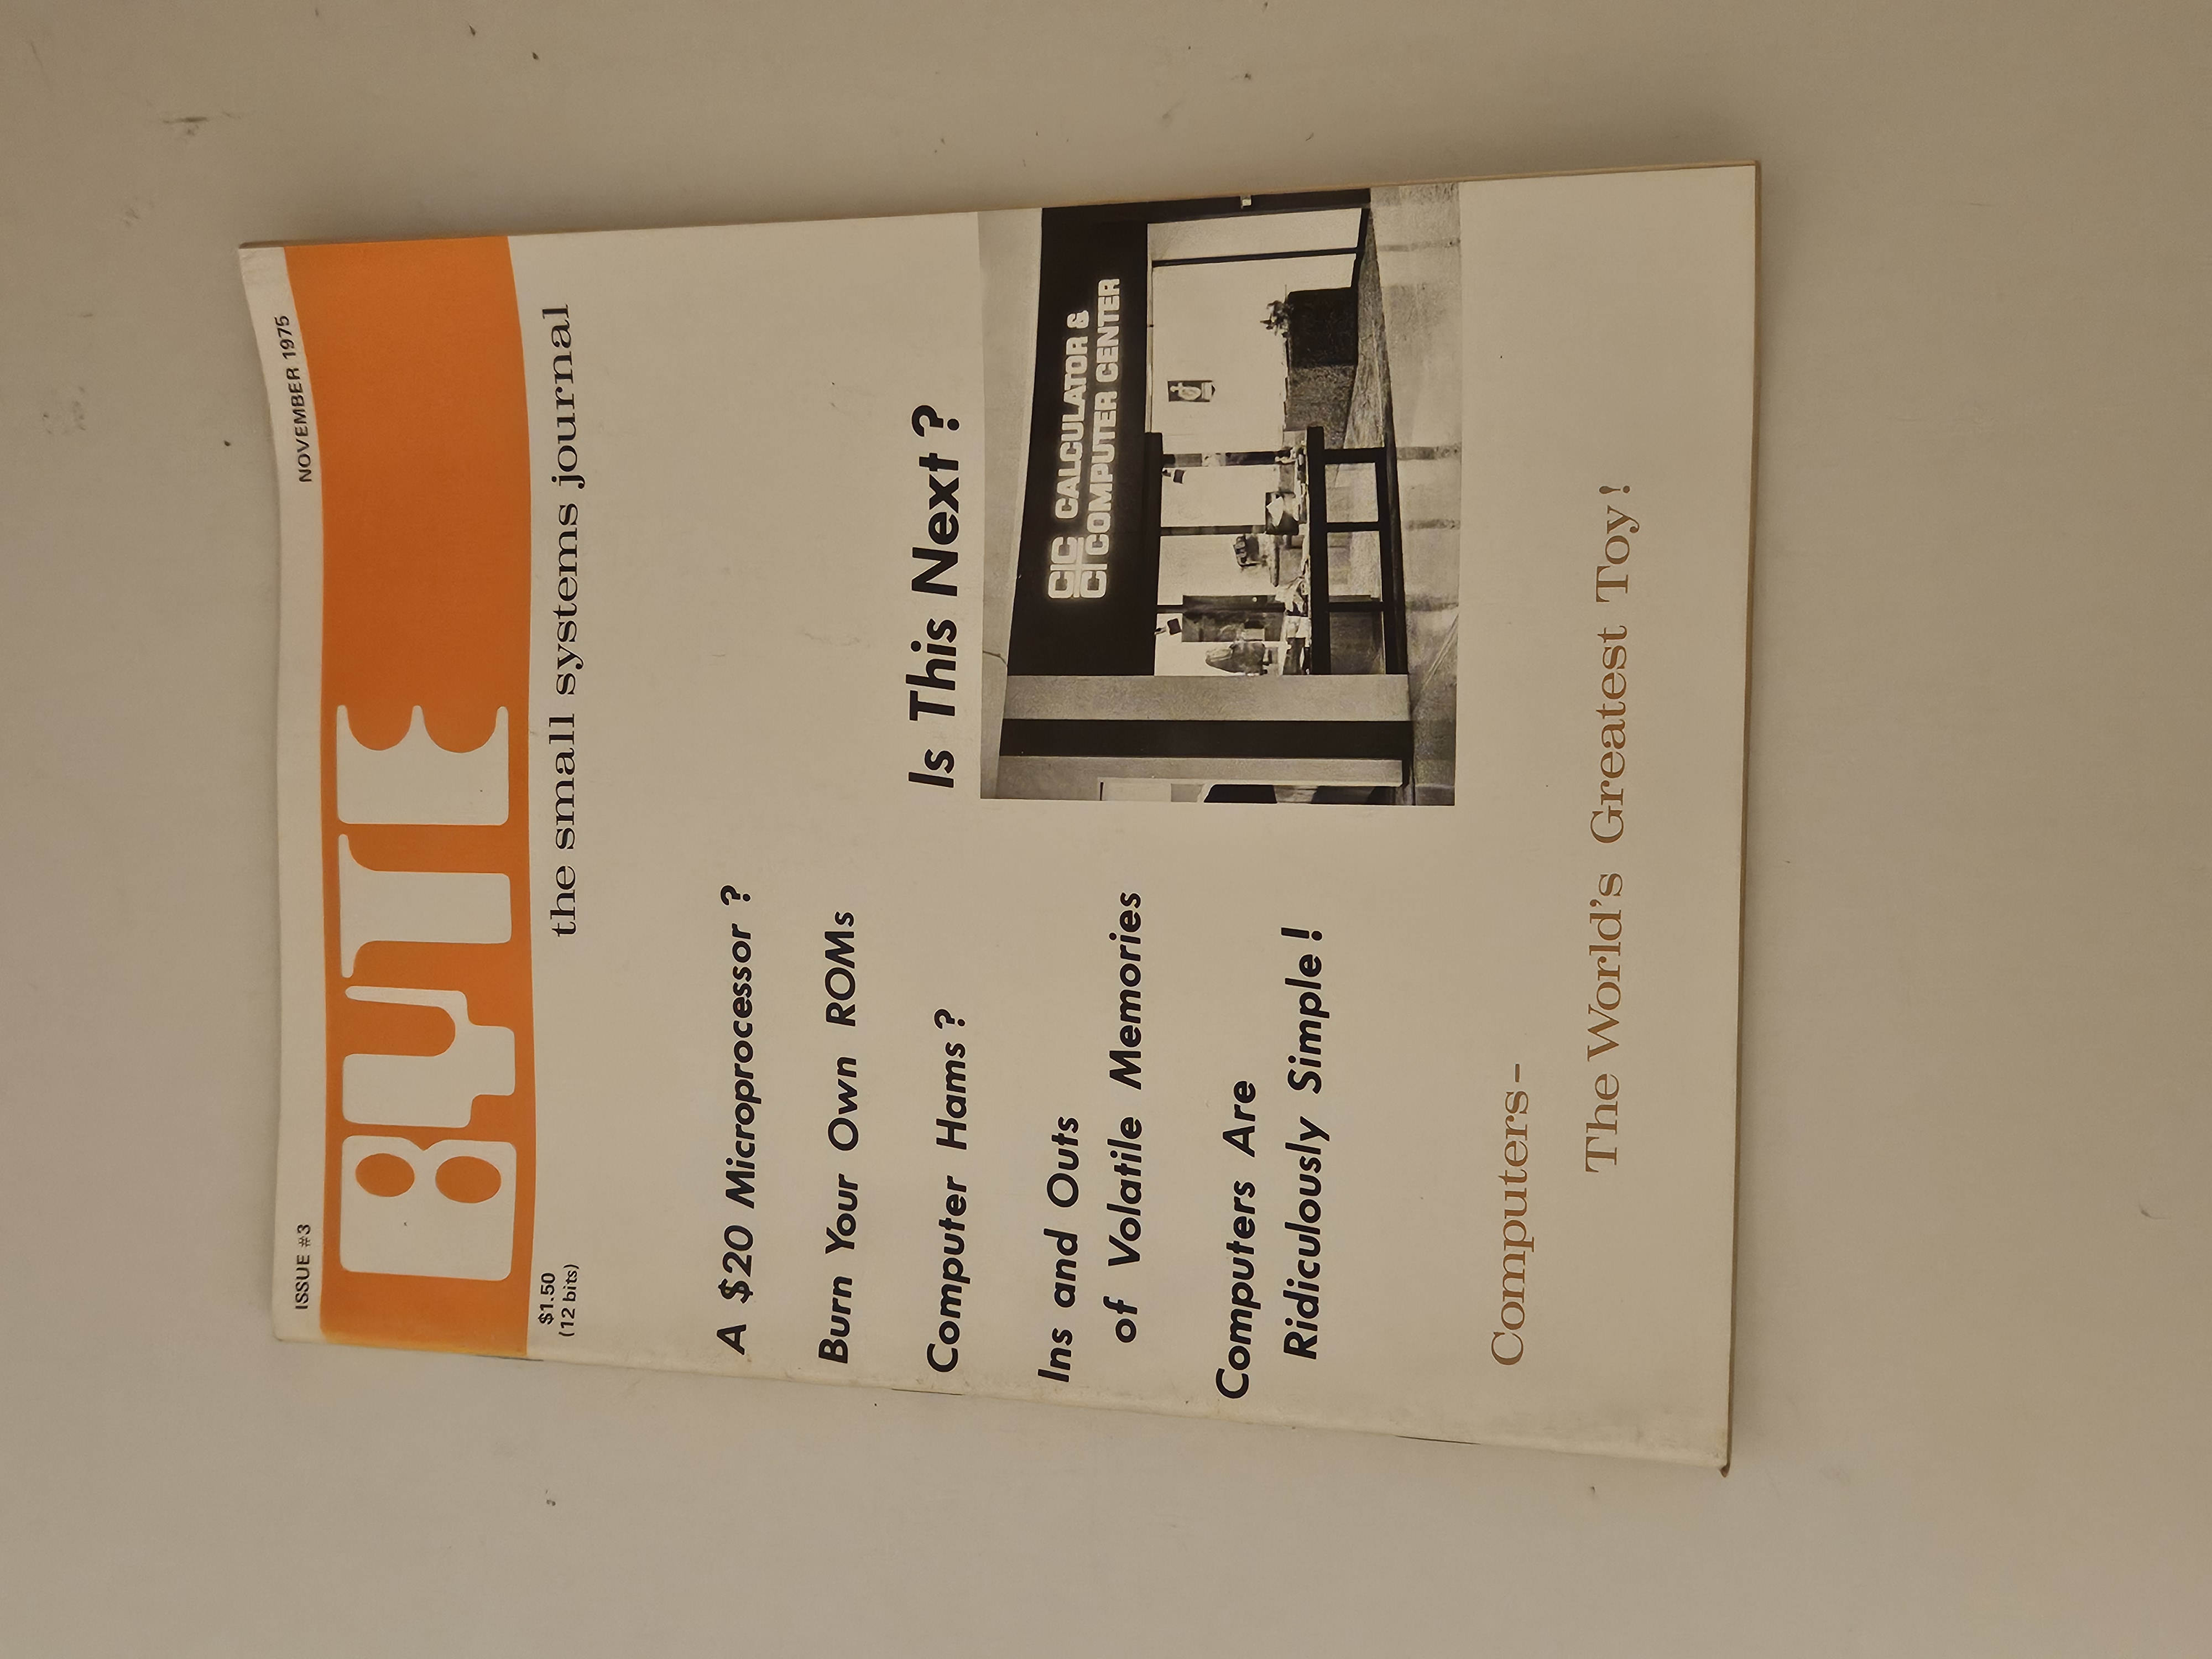 ISSUE #3
NOVEMBER 1975
BYTE
$1.50
(12 bits)
the small systems journal
A $20 Microprocessor ?
Burn Your Own ROMs
Computer Hams ?
Ins and Outs
of Volatile Memories
Computers Are
Ridiculously Simple !
Is This Next ?
CIC CALCULATOR &
CI COMPUTER CENTER
Computers-
The World's Greatest Toy !